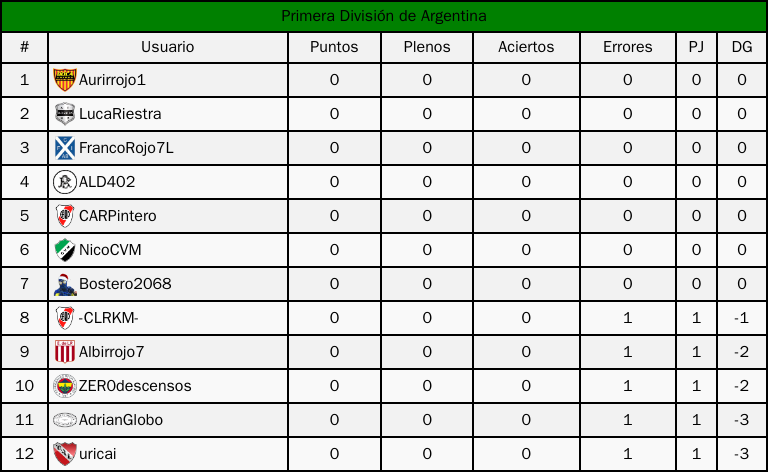 Primera División de Argentina
# Usuario Puntos Plenos Aciertos Errores PJ DG
1 Aurirrojo1 0 0 0 0 0 0
2 LucaRiestra 0 0 0 0 0 0
3 FrancoRojo7L 0 0 0 0 0 0
4 ALD402 0 0 0 0 0 0
5 CARPintero 0 0 0 0 0 0
6 NicoCVM 0 0 0 0 0 0
7 Bostero2068 0 0 0 0 0 0
8 -CLRKM- 0 0 0 1 1 -1
9 Albirrojo7 0 0 0 1 1 -2
10 ZER0descensos 0 0 0 1 1 -2
11 AdrianGlobo 0 0 0 1 1 -3
12 uricai 0 0 0 1 1 -3